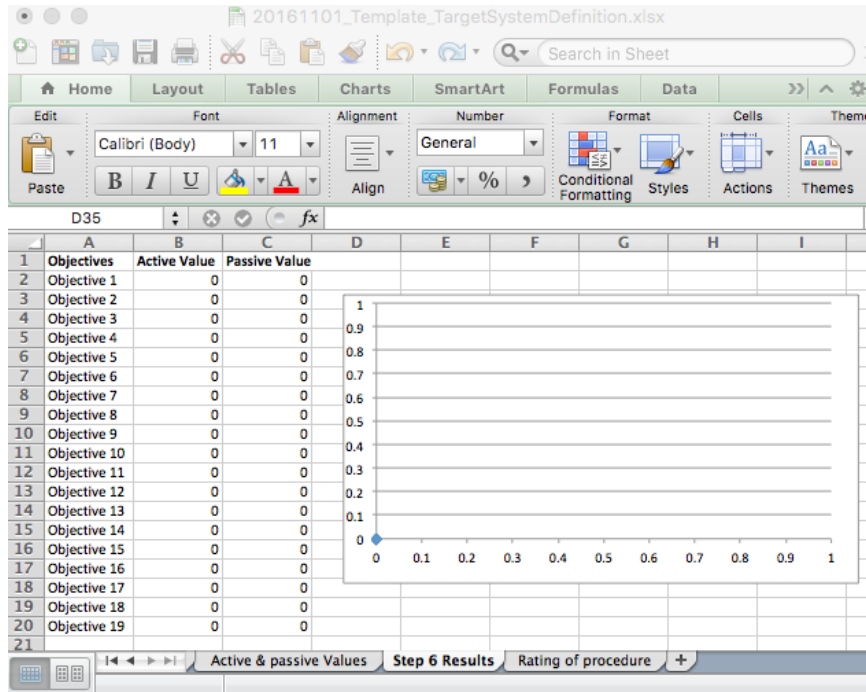 20161101_Template_TargetSystemDefinition.xlsx
Search in Sheet
Home Layout Tables Charts SmartArt Formulas Data
Edit Font Alignment Number Format Cells Theme
Calibri (Body) 11 General
Paste B I U A Align % Conditional Formatting Styles Actions Aa Themes
D35 fx
A B C D E F G H I
1 Objectives Active Value Passive Value
2 Objective 1 0 0
3 Objective 2 0 0
4 Objective 3 0 0
5 Objective 4 0 0
6 Objective 5 0 0
7 Objective 6 0 0
8 Objective 7 0 0
9 Objective 8 0 0
10 Objective 9 0 0
11 Objective 10 0 0
12 Objective 11 0 0
13 Objective 12 0 0
14 Objective 13 0 0
15 Objective 14 0 0
16 Objective 15 0 0
17 Objective 16 0 0
18 Objective 17 0 0
19 Objective 18 0 0
20 Objective 19 0 0
21
1
0.9
0.8
0.7
0.6
0.5
0.4
0.3
0.2
0.1
0
0 0.1 0.2 0.3 0.4 0.5 0.6 0.7 0.8 0.9 1
Active & passive Values Step 6 Results Rating of procedure +